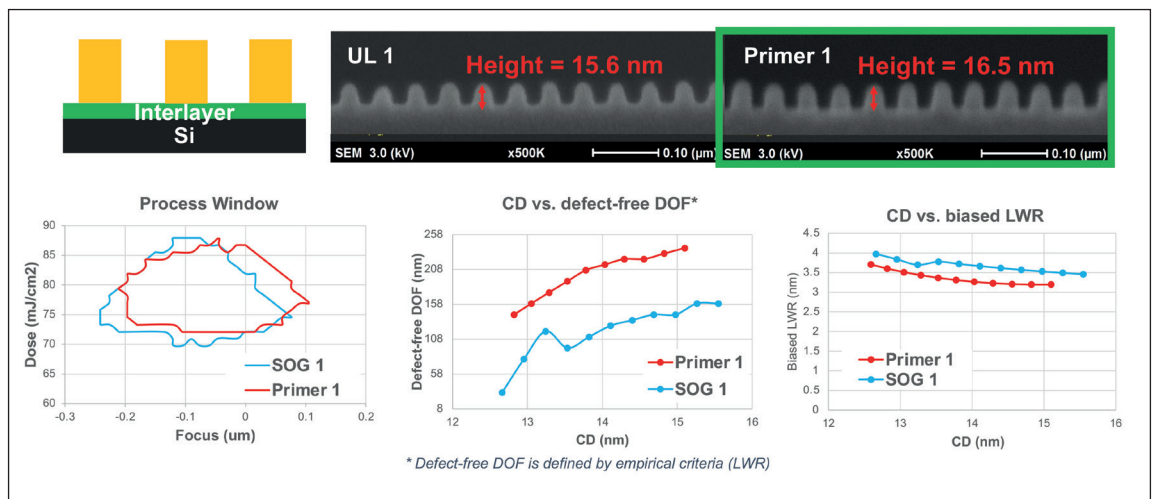 Interlayer
Si
UL 1
Height = 15.6 nm
SEM 3.0 (kV) x500K 0.10 (µm)
Primer 1
Height = 16.5 nm
SEM 3.0 (kV) x500K 0.10 (µm)
Process Window
Dose (mJ/cm2)
90
85
80
75
70
65
60
SOG 1
Primer 1
-0.3 -0.2 -0.1 0 0.1 0.2
Focus (um)
CD vs. defect-free DOF*
Defect-free DOF (nm)
258
208
158
108
58
8
Primer 1
SOG 1
12 13 14 15 16
CD (nm)
CD vs. biased LWR
Biased LWR (nm)
4.5
4
3.5
3
2.5
2
1.5
1
0.5
0
Primer 1
SOG 1
12 13 14 15 16
CD (nm)
* Defect-free DOF is defined by empirical criteria (LWR)